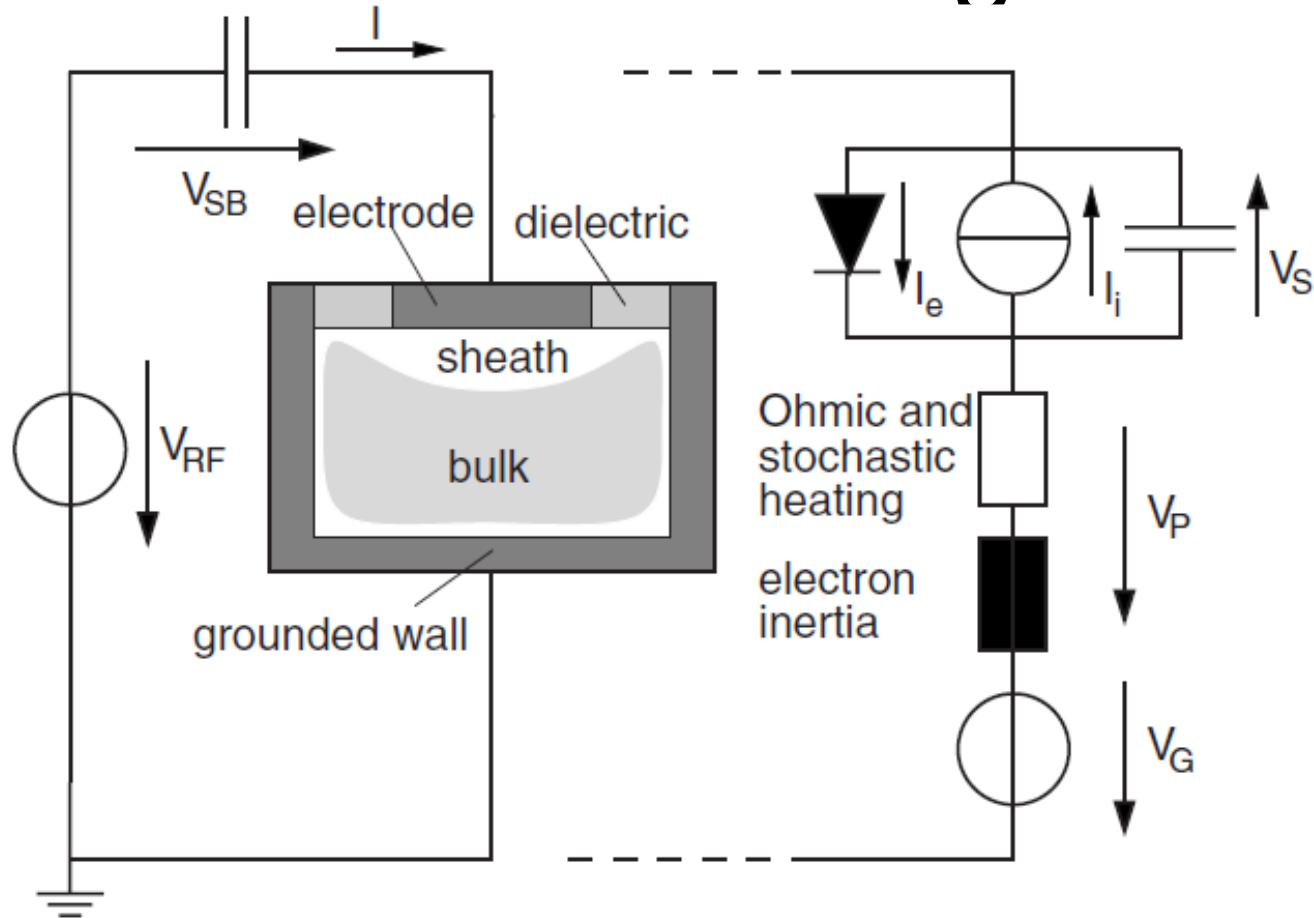 I
V_SB
electrode
dielectric
sheath
bulk
V_RF
grounded wall
I_e
I_i
V_S
Ohmic and
stochastic
heating
V_P
electron
inertia
V_G